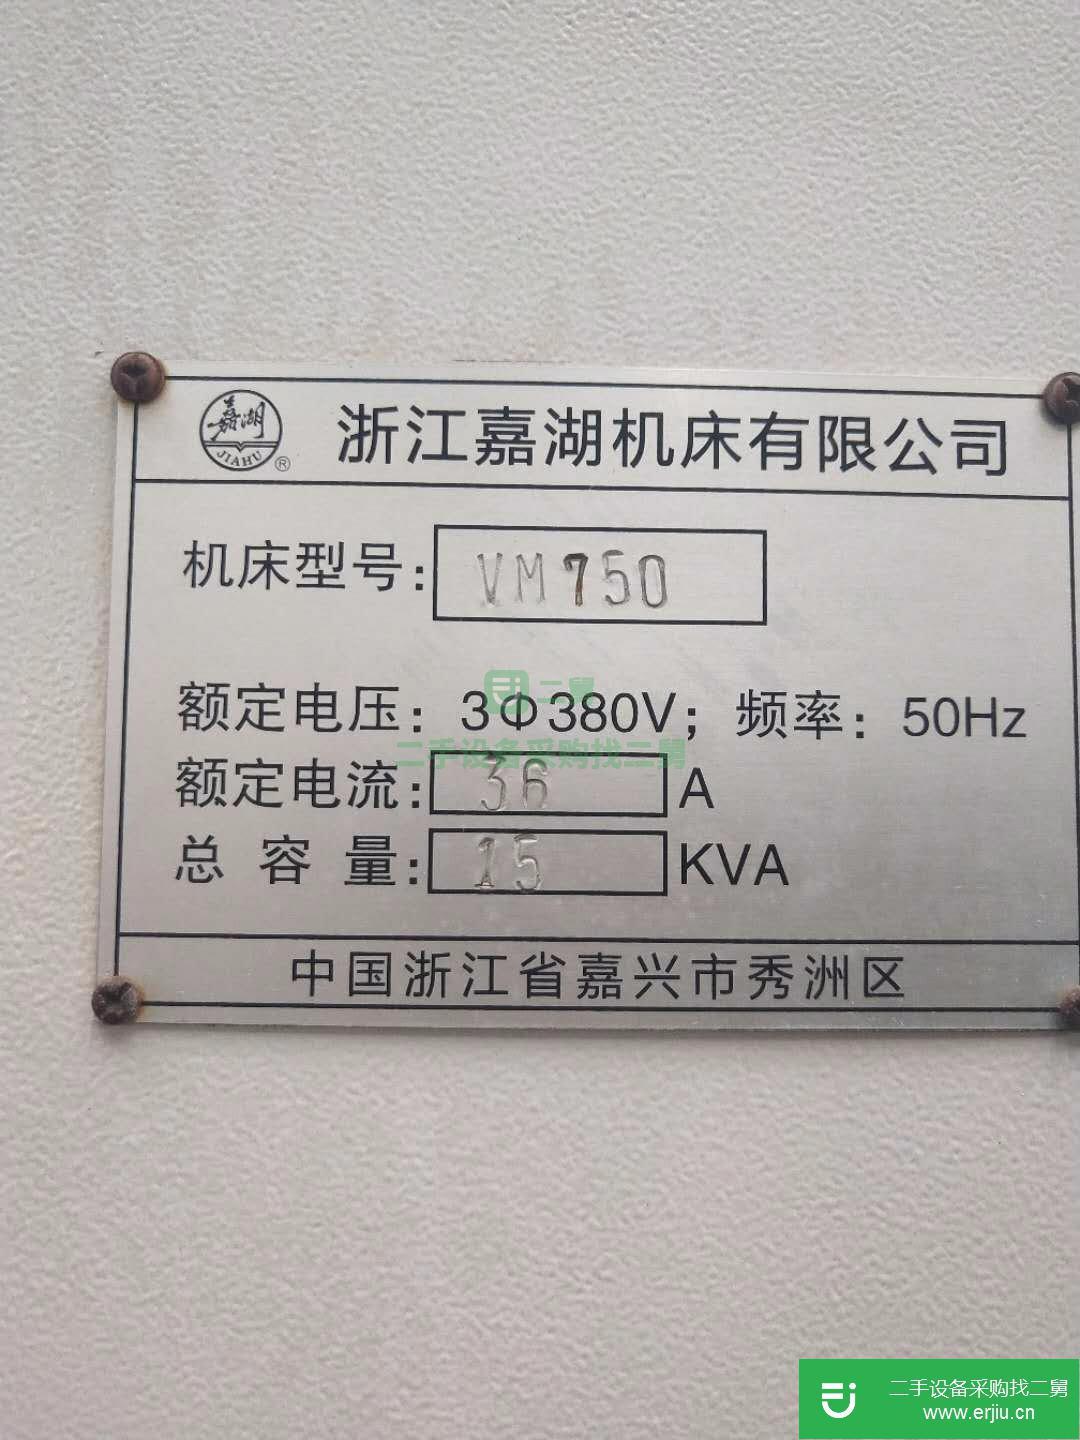 嘉湖
JIAHU
®
浙江嘉湖机床有限公司
机床型号: VM750
二舅
额定电压: 3Φ380V; 频率: 50Hz
二手设备采购找二舅
额定电流: 36 A
总容量: 15 KVA
中国浙江省嘉兴市秀洲区
二手设备采购找二舅
www.erjiu.cn